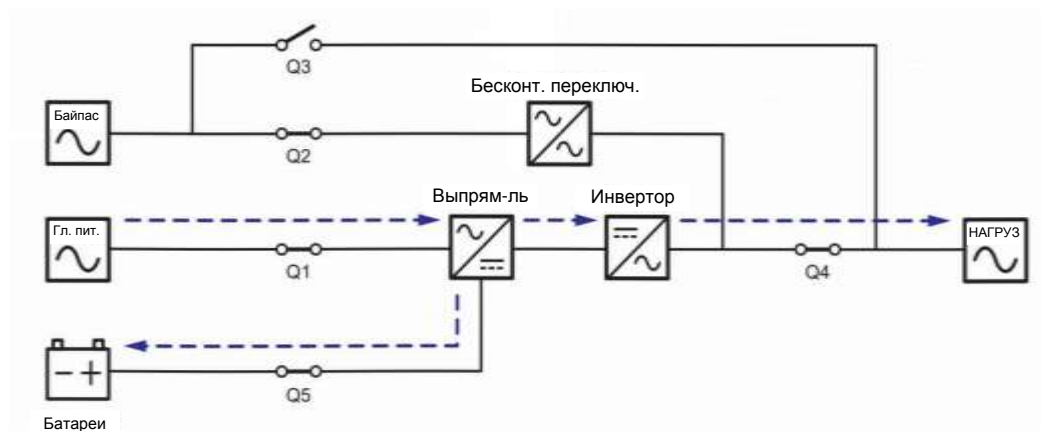 Q3
Бесконт. переключ.
Байпас
Q2
Выпрям-ль
Инвертор
Гл. пит.
НАГРУЗ
Q1
Q4
Q5
Батареи